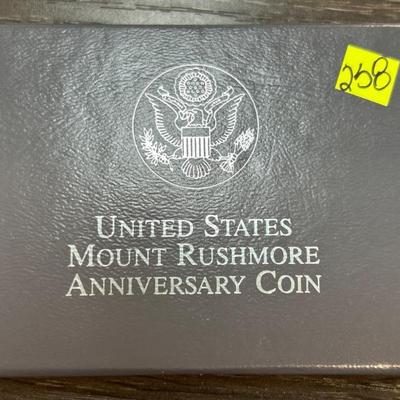 258
UNITED STATES
MOUNT RUSHMORE
ANNIVERSARY COIN